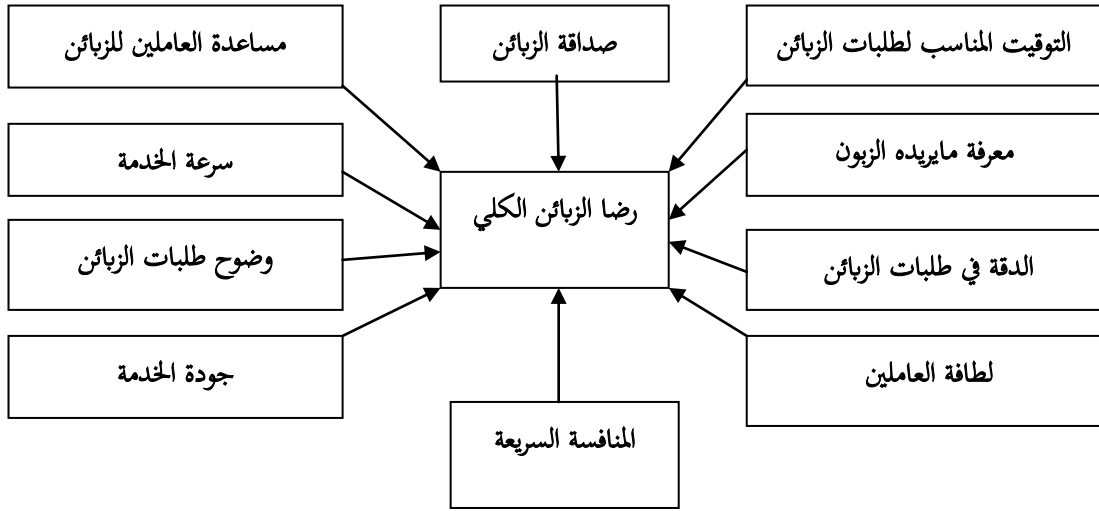 التوقيت المناسب لطلبات الزبائن
صداقة الزبائن
مساعدة العاملين للزبائن
معرفة مايريده الزبون
سرعة الخدمة
رضا الزبائن الكلي
الدقة في طلبات الزبائن
وضوح طلبات الزبائن
لطافة العاملين
جودة الخدمة
المنافسة السريعة